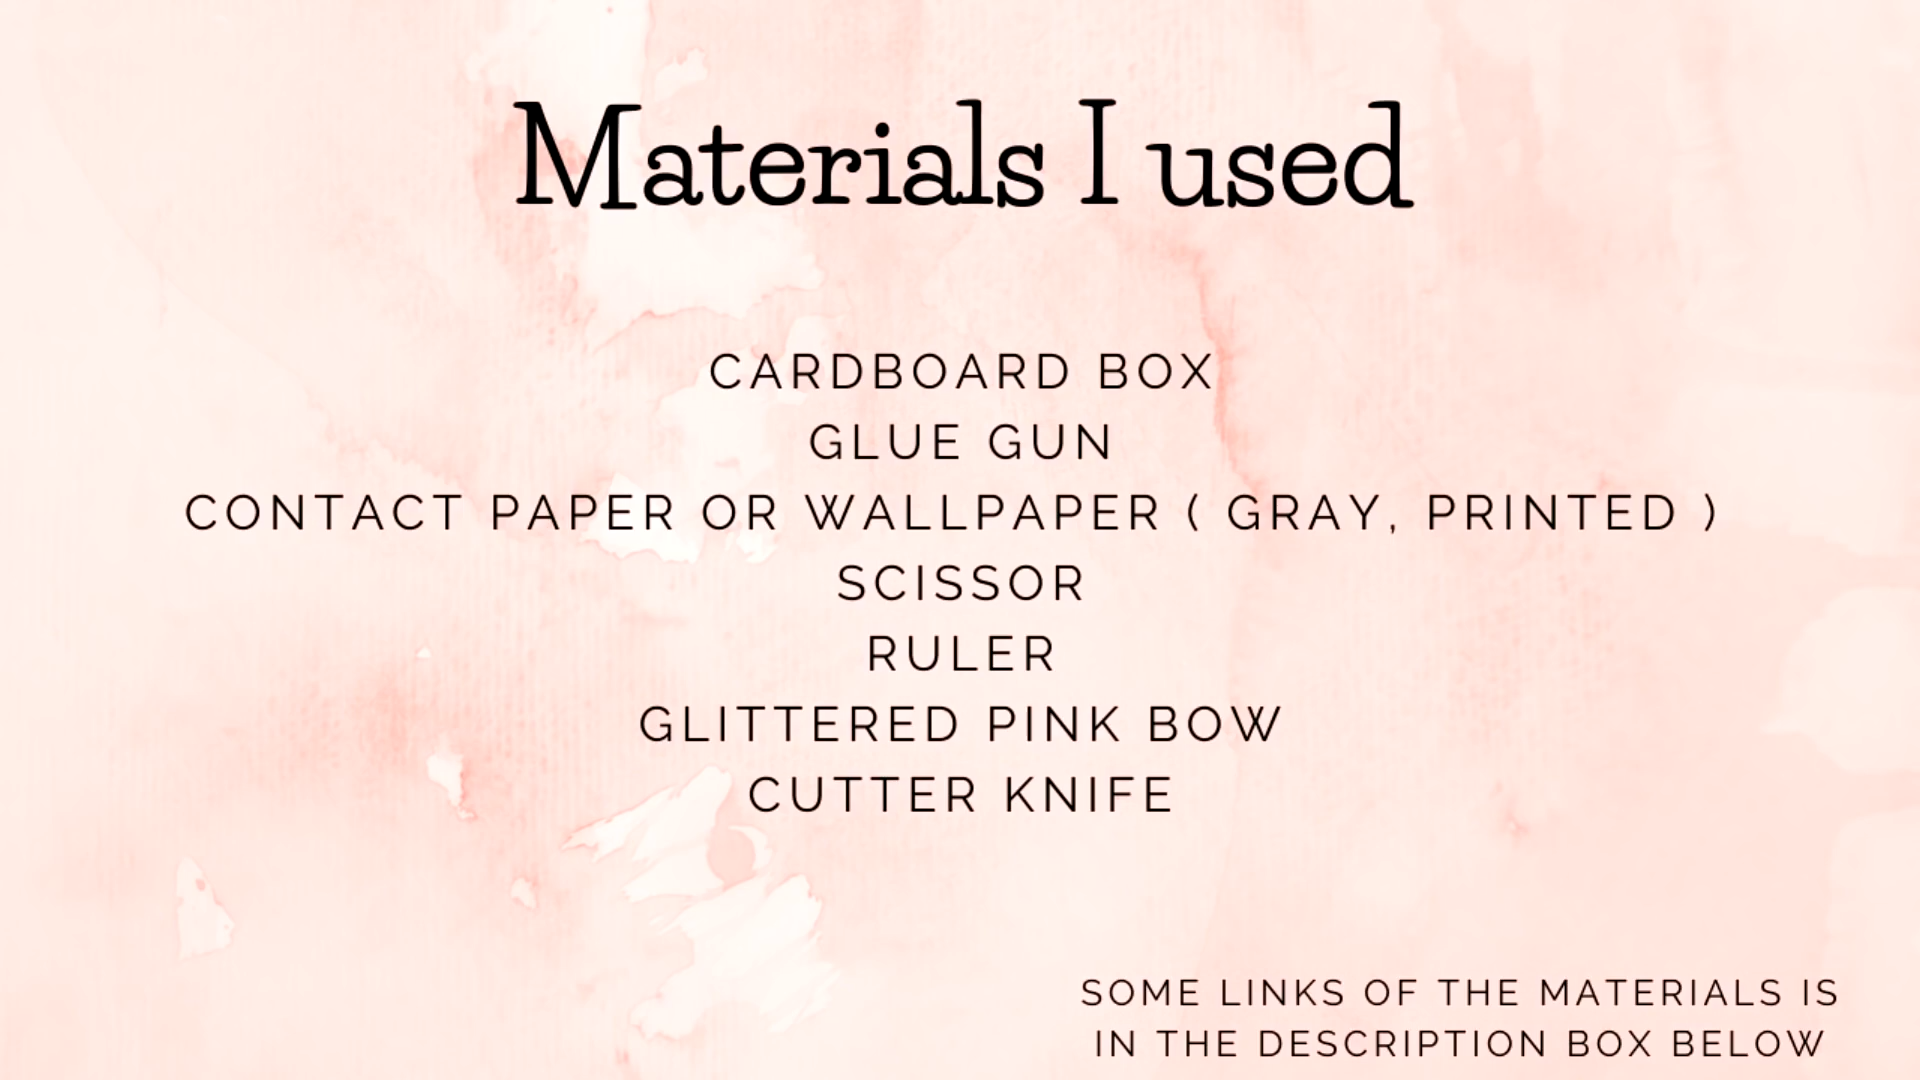 Materials I used
CARDBOARD BOX
GLUE GUN
CONTACT PAPER OR WALLPAPER ( GRAY, PRINTED )
SCISSOR
RULER
GLITTERED PINK BOW
CUTTER KNIFE
SOME LINKS OF THE MATERIALS IS
IN THE DESCRIPTION BOX BELOW